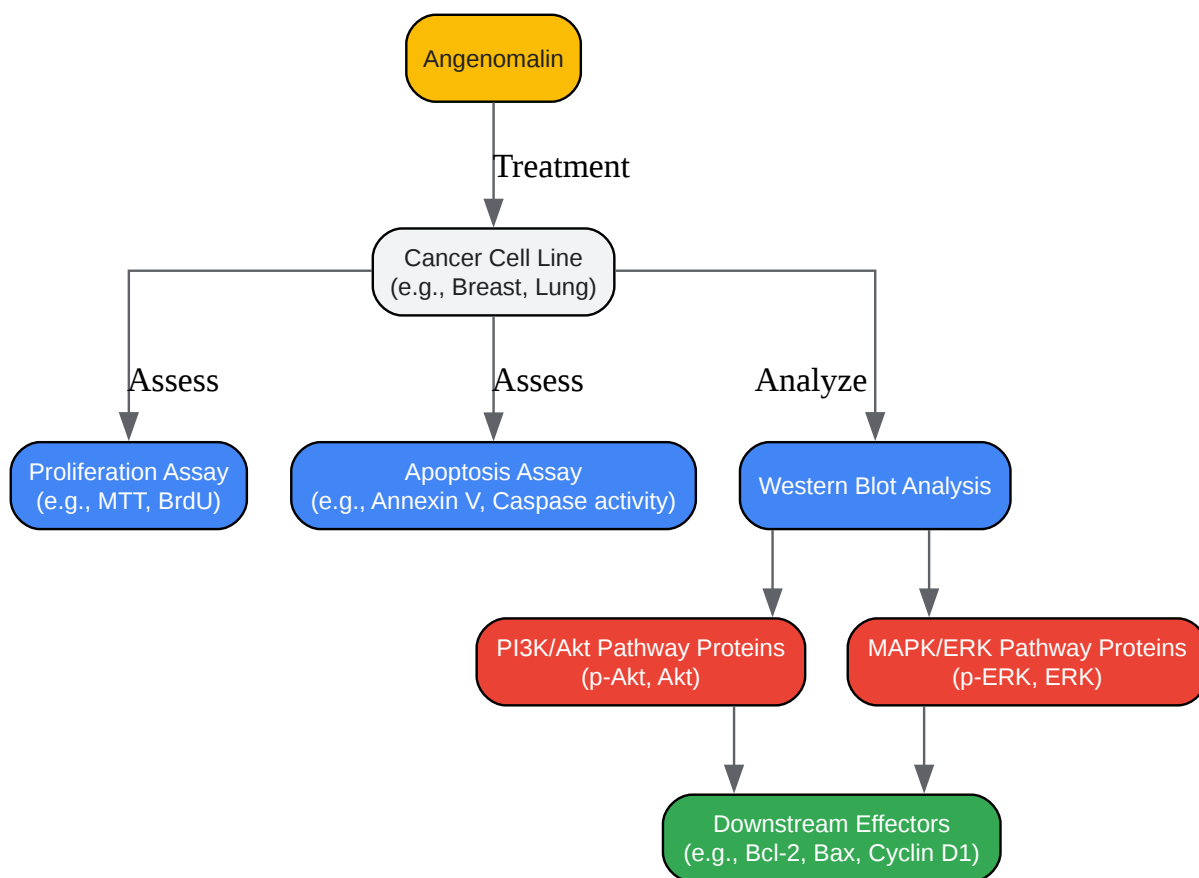 Angenomalin
Treatment
Cancer Cell Line
(e.g., Breast, Lung)
Assess
Assess
Analyze
Proliferation Assay
(e.g., MTT, BrdU)
Apoptosis Assay
(e.g., Annexin V, Caspase activity)
Western Blot Analysis
PI3K/Akt Pathway Proteins
(p-Akt, Akt)
MAPK/ERK Pathway Proteins
(p-ERK, ERK)
Downstream Effectors
(e.g., Bcl-2, Bax, Cyclin D1)